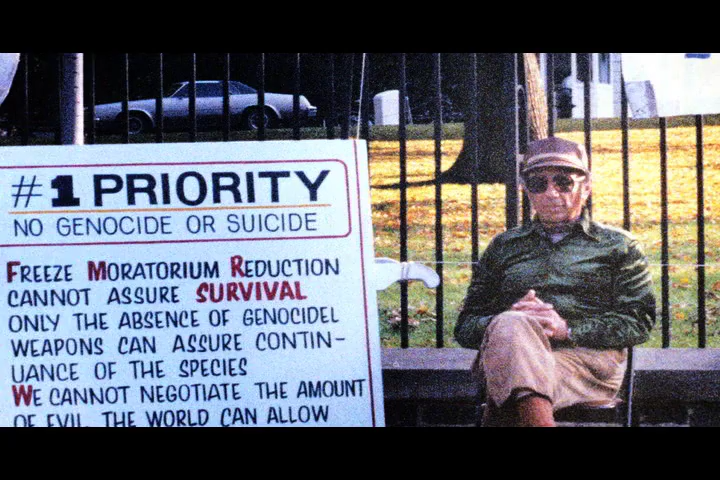 #1 PRIORITY
NO GENOCIDE OR SUICIDE
FREEZE MORATORIUM REDUCTION
CANNOT ASSURE SURVIVAL
ONLY THE ABSENCE OF GENOCIDEL
WEAPONS CAN ASSURE CONTIN-
UANCE OF THE SPECIES
WE CANNOT NEGOTIATE THE AMOUNT
OF EVIL THE WORLD CAN ALLOW